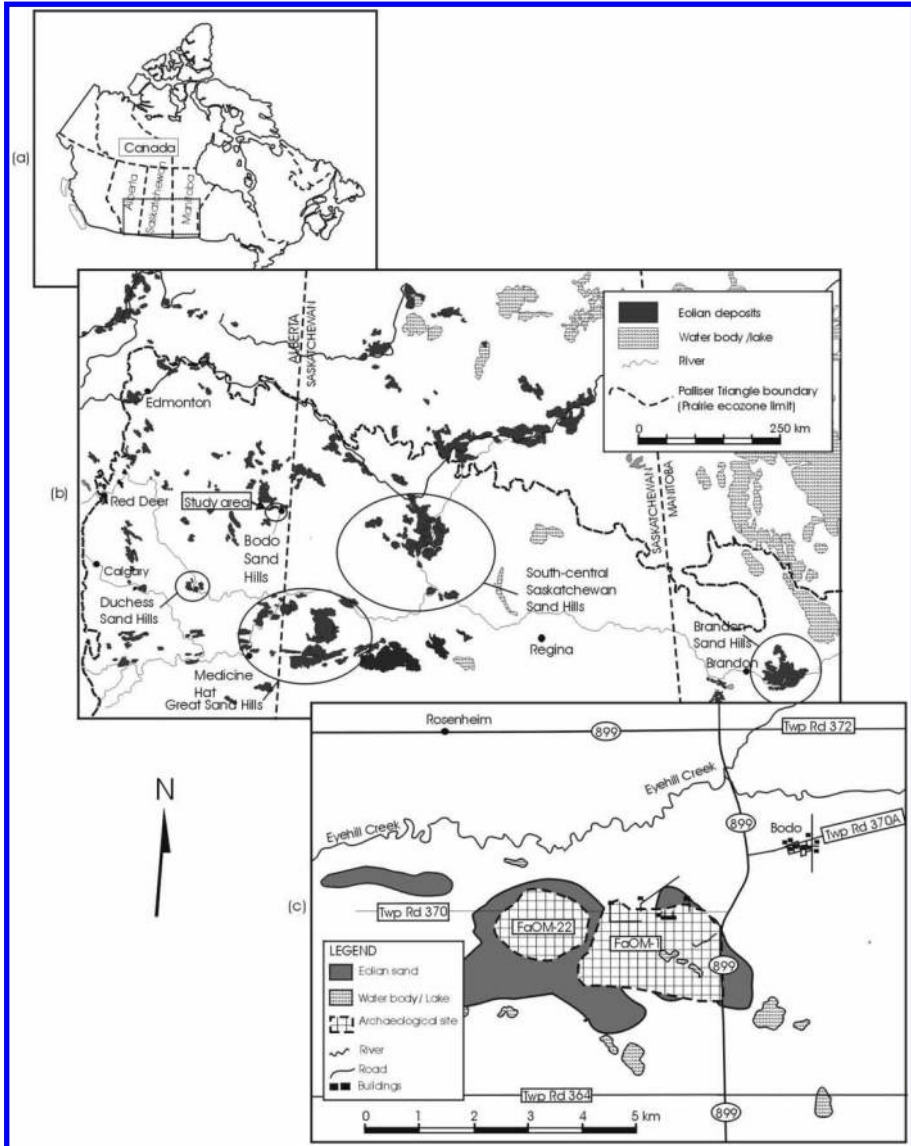 (a)
Canada
Alberta
Saskatchewan
Manitoba
(b)
ALBERTA
SASKATCHEWAN
Eolian deposits
Water body /lake
River
Palliser Triangle boundary
(Prairie ecozone limit)
0 250 km
Edmonton
Red Deer
Study area
Bodo
Sand
Hills
SASKATCHEWAN
MANITOBA
Calgary
Duchess
Sand Hills
South-central
Saskatchewan
Sand Hills
Brandon
Sand Hills
Brandon
Regina
Medicine
Hat
Great Sand Hills
N
(c)
Rosenheim
899
Twp Rd 372
Eyehill Creek
Eyehill Creek
899
Bodo
Twp Rd 370A
Twp Rd 370
FaOM-22
FaOM-1
899
LEGEND
Eolian sand
Water body/ Lake
Archaeological site
River
Road
Buildings
Twp Rd 364
899
0 1 2 3 4 5 km